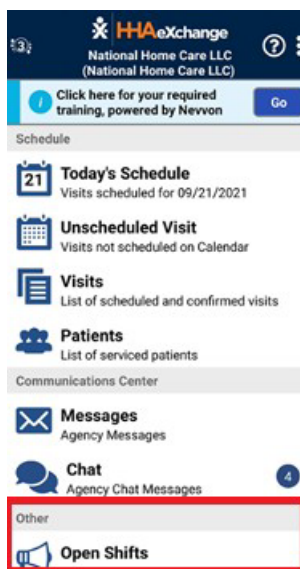 3
HHAeXchange
?
National Home Care LLC
(National Home Care LLC)
i
Click here for your required
training, powered by Nevvon
Go
Schedule
21
Today's Schedule
Visits scheduled for 09/21/2021
Unscheduled Visit
Visits not scheduled on Calendar
Visits
List of scheduled and confirmed visits
Patients
List of serviced patients
Communications Center
Messages
Agency Messages
Chat
Agency Chat Messages
4
Other
Open Shifts